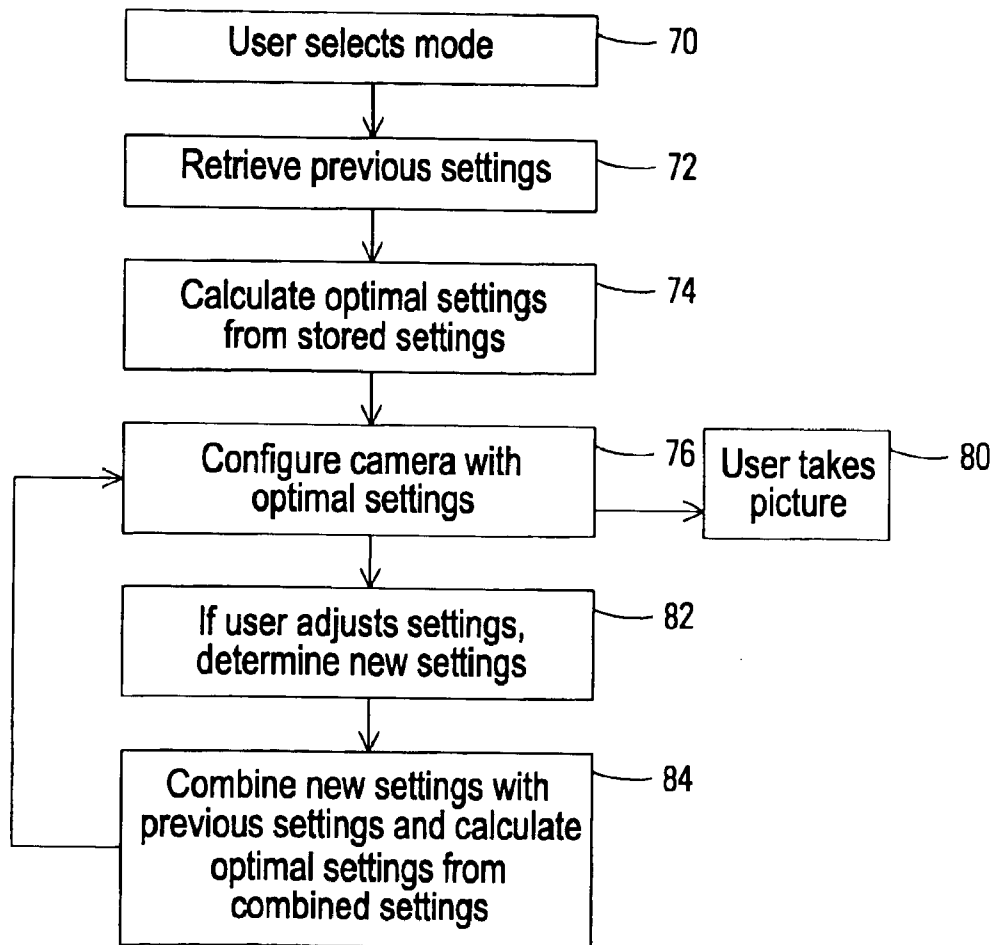 User selects mode
70
Retrieve previous settings
72
Calculate optimal settings
from stored settings
74
Configure camera with
optimal settings
76
User takes
picture
80
If user adjusts settings,
determine new settings
82
Combine new settings with
previous settings and calculate
optimal settings from
combined settings
84